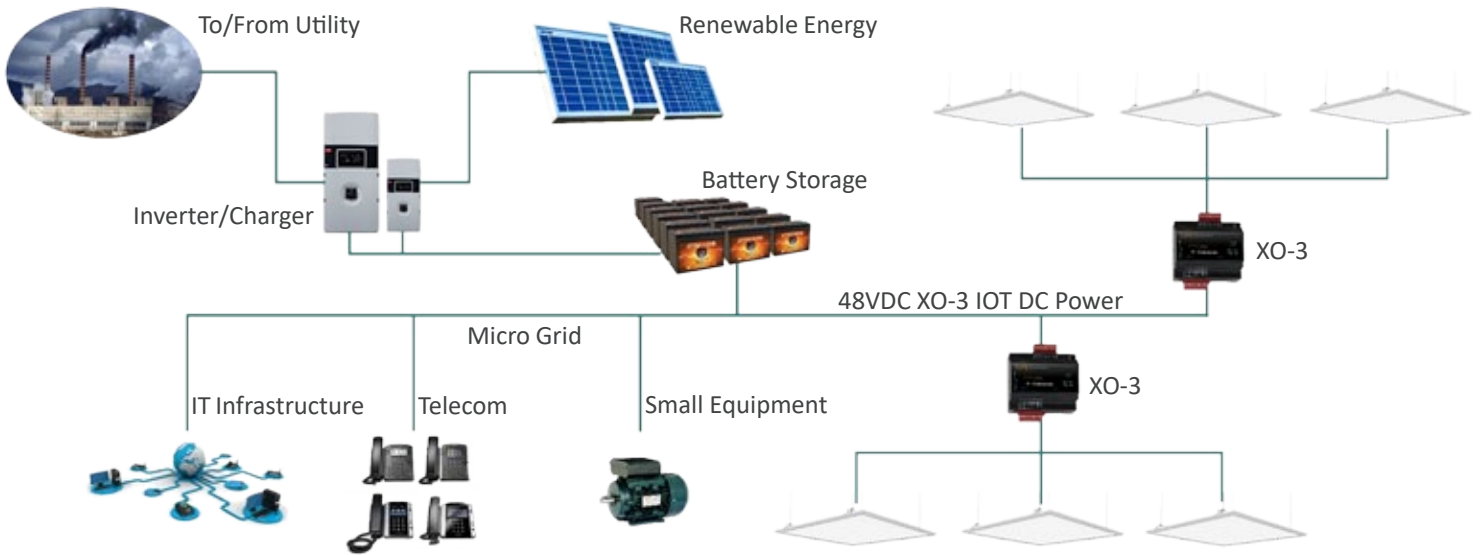 To/From Utility
Renewable Energy
Battery Storage
Inverter/Charger
XO-3
48VDC XO-3 IOT DC Power
Micro Grid
XO-3
IT Infrastructure
Telecom
Small Equipment